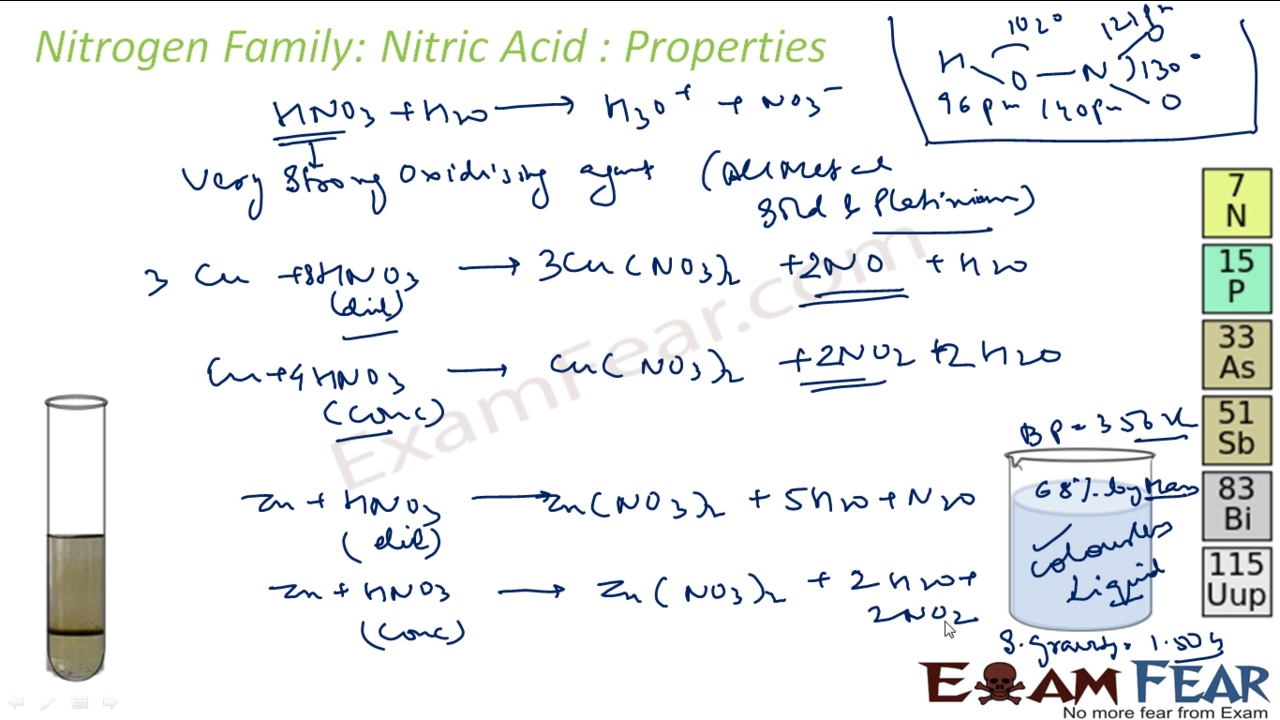 Nitrogen Family: Nitric Acid : Properties
102° 121pm
H O N O O 130°
96 pm 140pm
HNO3 + H2O → H3O+ + NO3−
Very Strong Oxidising agent (All Metal
gold & Platinium)
3 Cu + 8HNO3 → 3Cu(NO3)2 + 2NO + H2O
(dil)
Cu + 4HNO3 → Cu(NO3)2 + 2NO2 + 2H2O
(conc)
Zn + HNO3 → Zn(NO3)2 + 5H2O + N2O
(dil)
Zn + HNO3 → Zn(NO3)2 + 2H2O +
2NO2
(conc)
BP = 356 K
68% by Mass
✓
Colourless
Liquid
S. gravity = 1.504
7
N
15
P
33
As
51
Sb
83
Bi
115
Uup
ExamFear.com
EXAM FEAR
No more fear from Exam